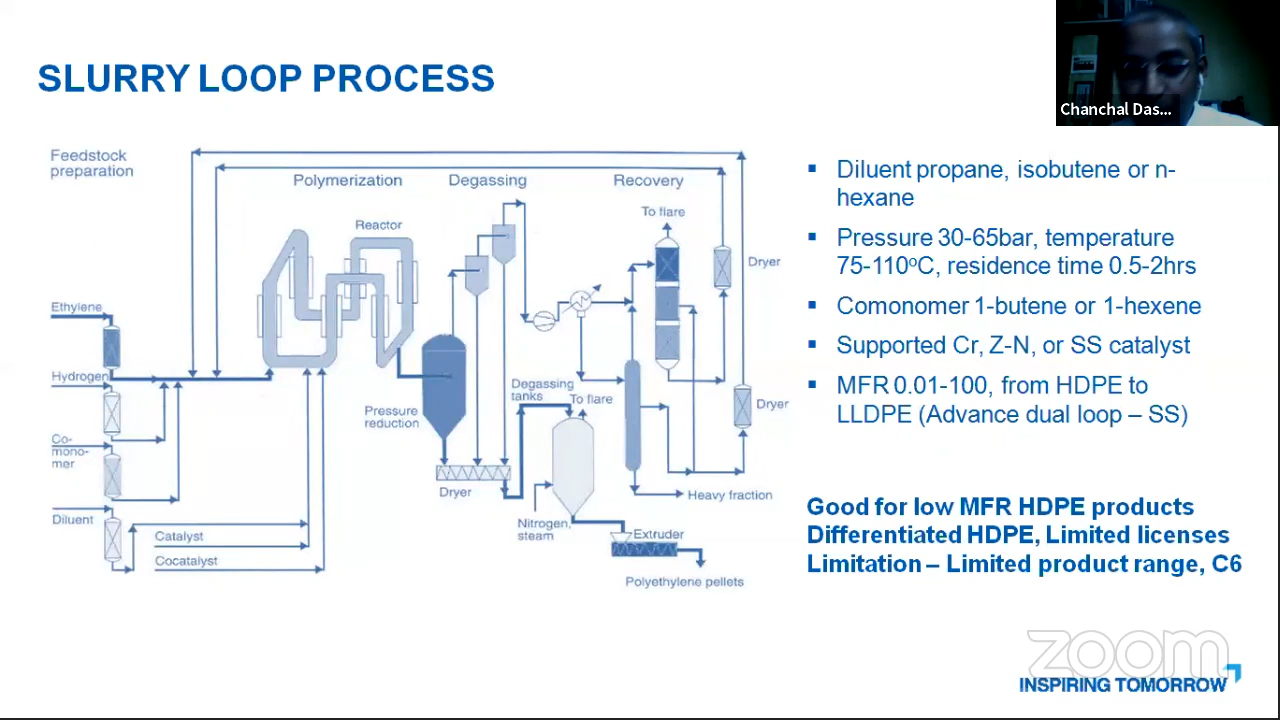 SLURRY LOOP PROCESS
Chanchal Das...
Feedstock
preparation
Polymerization
Degassing
Recovery
To flare
Reactor
Dryer
Ethylene
Hydrogen
Co-
mono-
mer
Diluent
Catalyst
Cocatalyst
Pressure
reduction
Dryer
Degassing
tanks
To flare
Dryer
Nitrogen,
steam
Extruder
Heavy fraction
Polyethylene pellets
▪ Diluent propane, isobutene or n-
hexane
▪ Pressure 30-65bar, temperature
75-110ºC, residence time 0.5-2hrs
▪ Comonomer 1-butene or 1-hexene
▪ Supported Cr, Z-N, or SS catalyst
▪ MFR 0.01-100, from HDPE to
LLDPE (Advance dual loop – SS)
Good for low MFR HDPE products
Differentiated HDPE, Limited licenses
Limitation – Limited product range, C6
zoom
INSPIRING TOMORROW